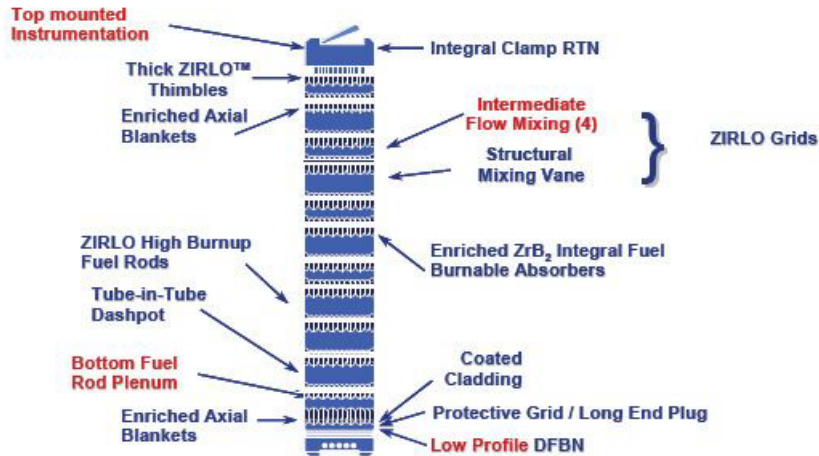 Top mounted
Instrumentation
Integral Clamp RTN
Thick ZIRLO™
Thimbles
Enriched Axial
Blankets
Intermediate
Flow Mixing (4)
Structural
Mixing Vane
ZIRLO Grids
ZIRLO High Burnup
Fuel Rods
Enriched ZrB₂ Integral Fuel
Burnable Absorbers
Tube-in-Tube
Dashpot
Bottom Fuel
Rod Plenum
Coated
Cladding
Enriched Axial
Blankets
Protective Grid / Long End Plug
Low Profile DFBN